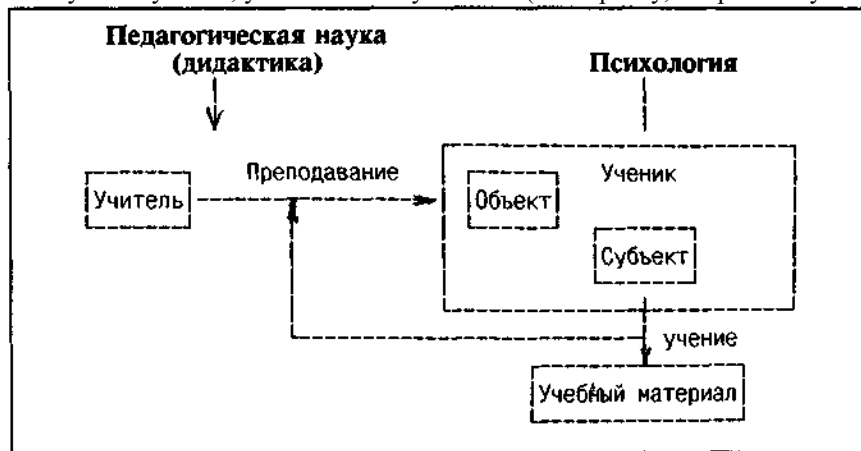 Педагогическая наука
(дидактика)
Психология
Преподавание
Ученик
Учитель
Объект
Субъект
учение
Учебный материал